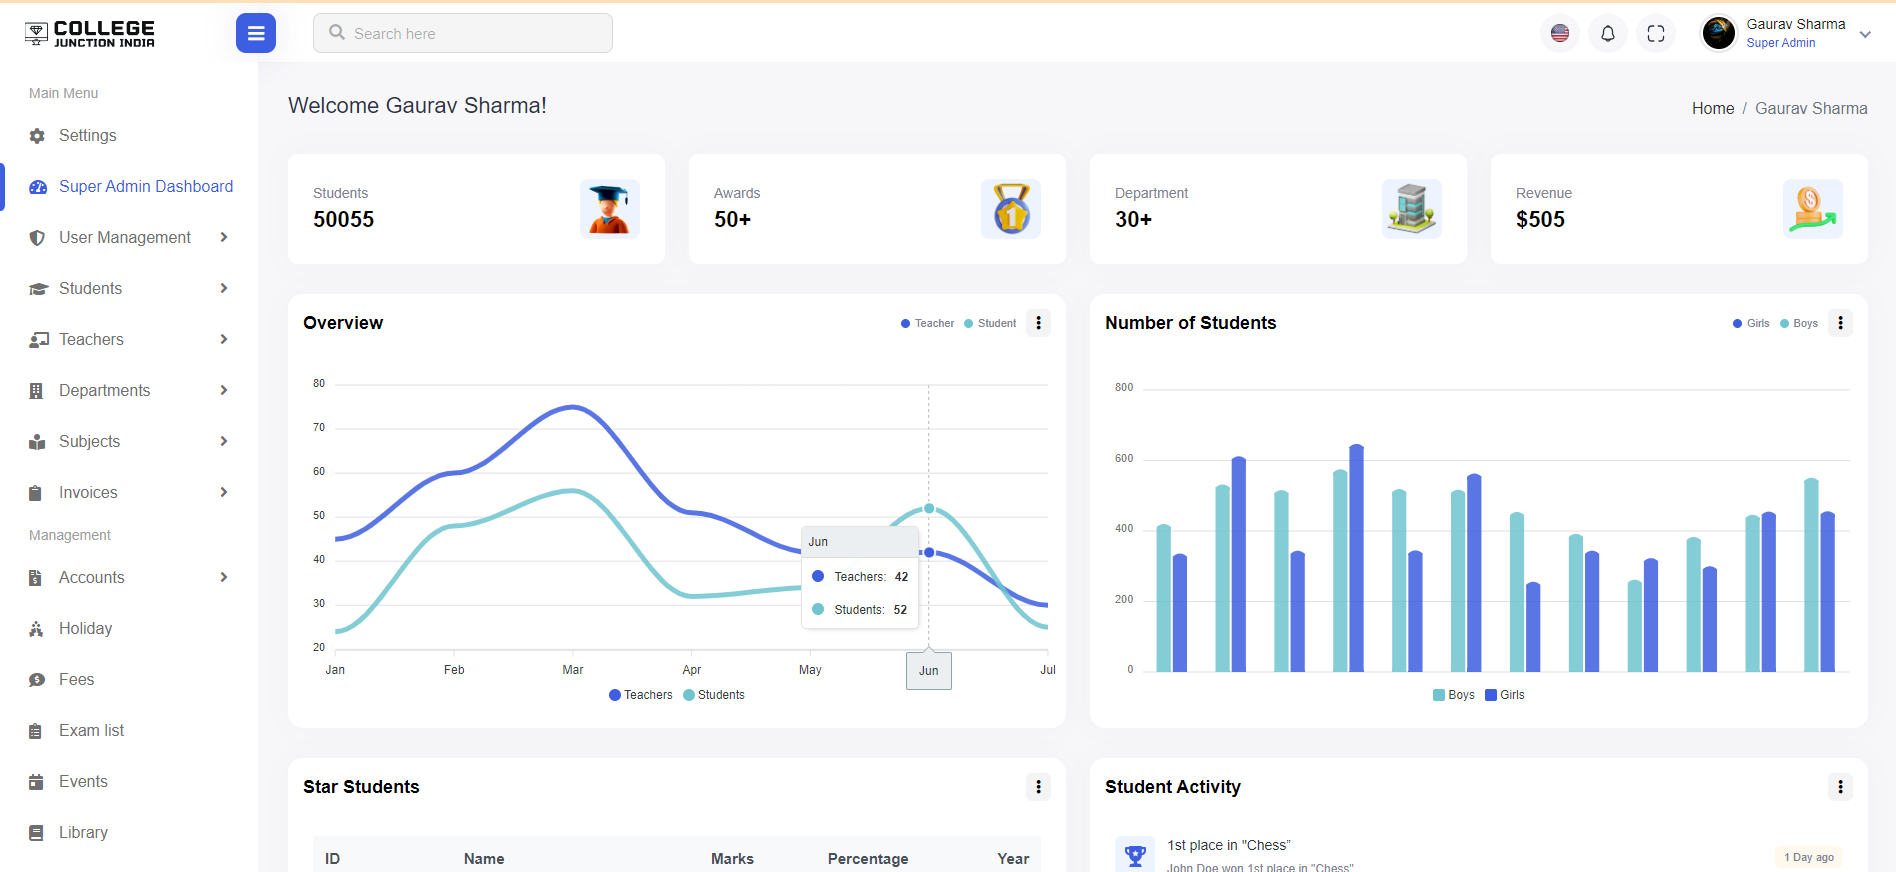 COLLEGE
JUNCTION INDIA
Search here
Gaurav Sharma
Super Admin
Main Menu
Settings
Super Admin Dashboard
User Management
Students
Teachers
Departments
Subjects
Invoices
Management
Accounts
Holiday
Fees
Exam list
Events
Library
Welcome Gaurav Sharma!
Home / Gaurav Sharma
Students
50055
Awards
50+
1
Department
30+
Revenue
$505
$
Overview
Teacher Student
80
70
60
50
40
30
20
Jan Feb Mar Apr May Jun Jul
Jun
Teachers: 42
Students: 52
Teachers Students
Number of Students
Girls Boys
800
600
400
200
0
Boys Girls
Star Students
ID Name Marks Percentage Year
Student Activity
1st place in "Chess”
John Doe won 1st place in "Chess"
1 Day ago